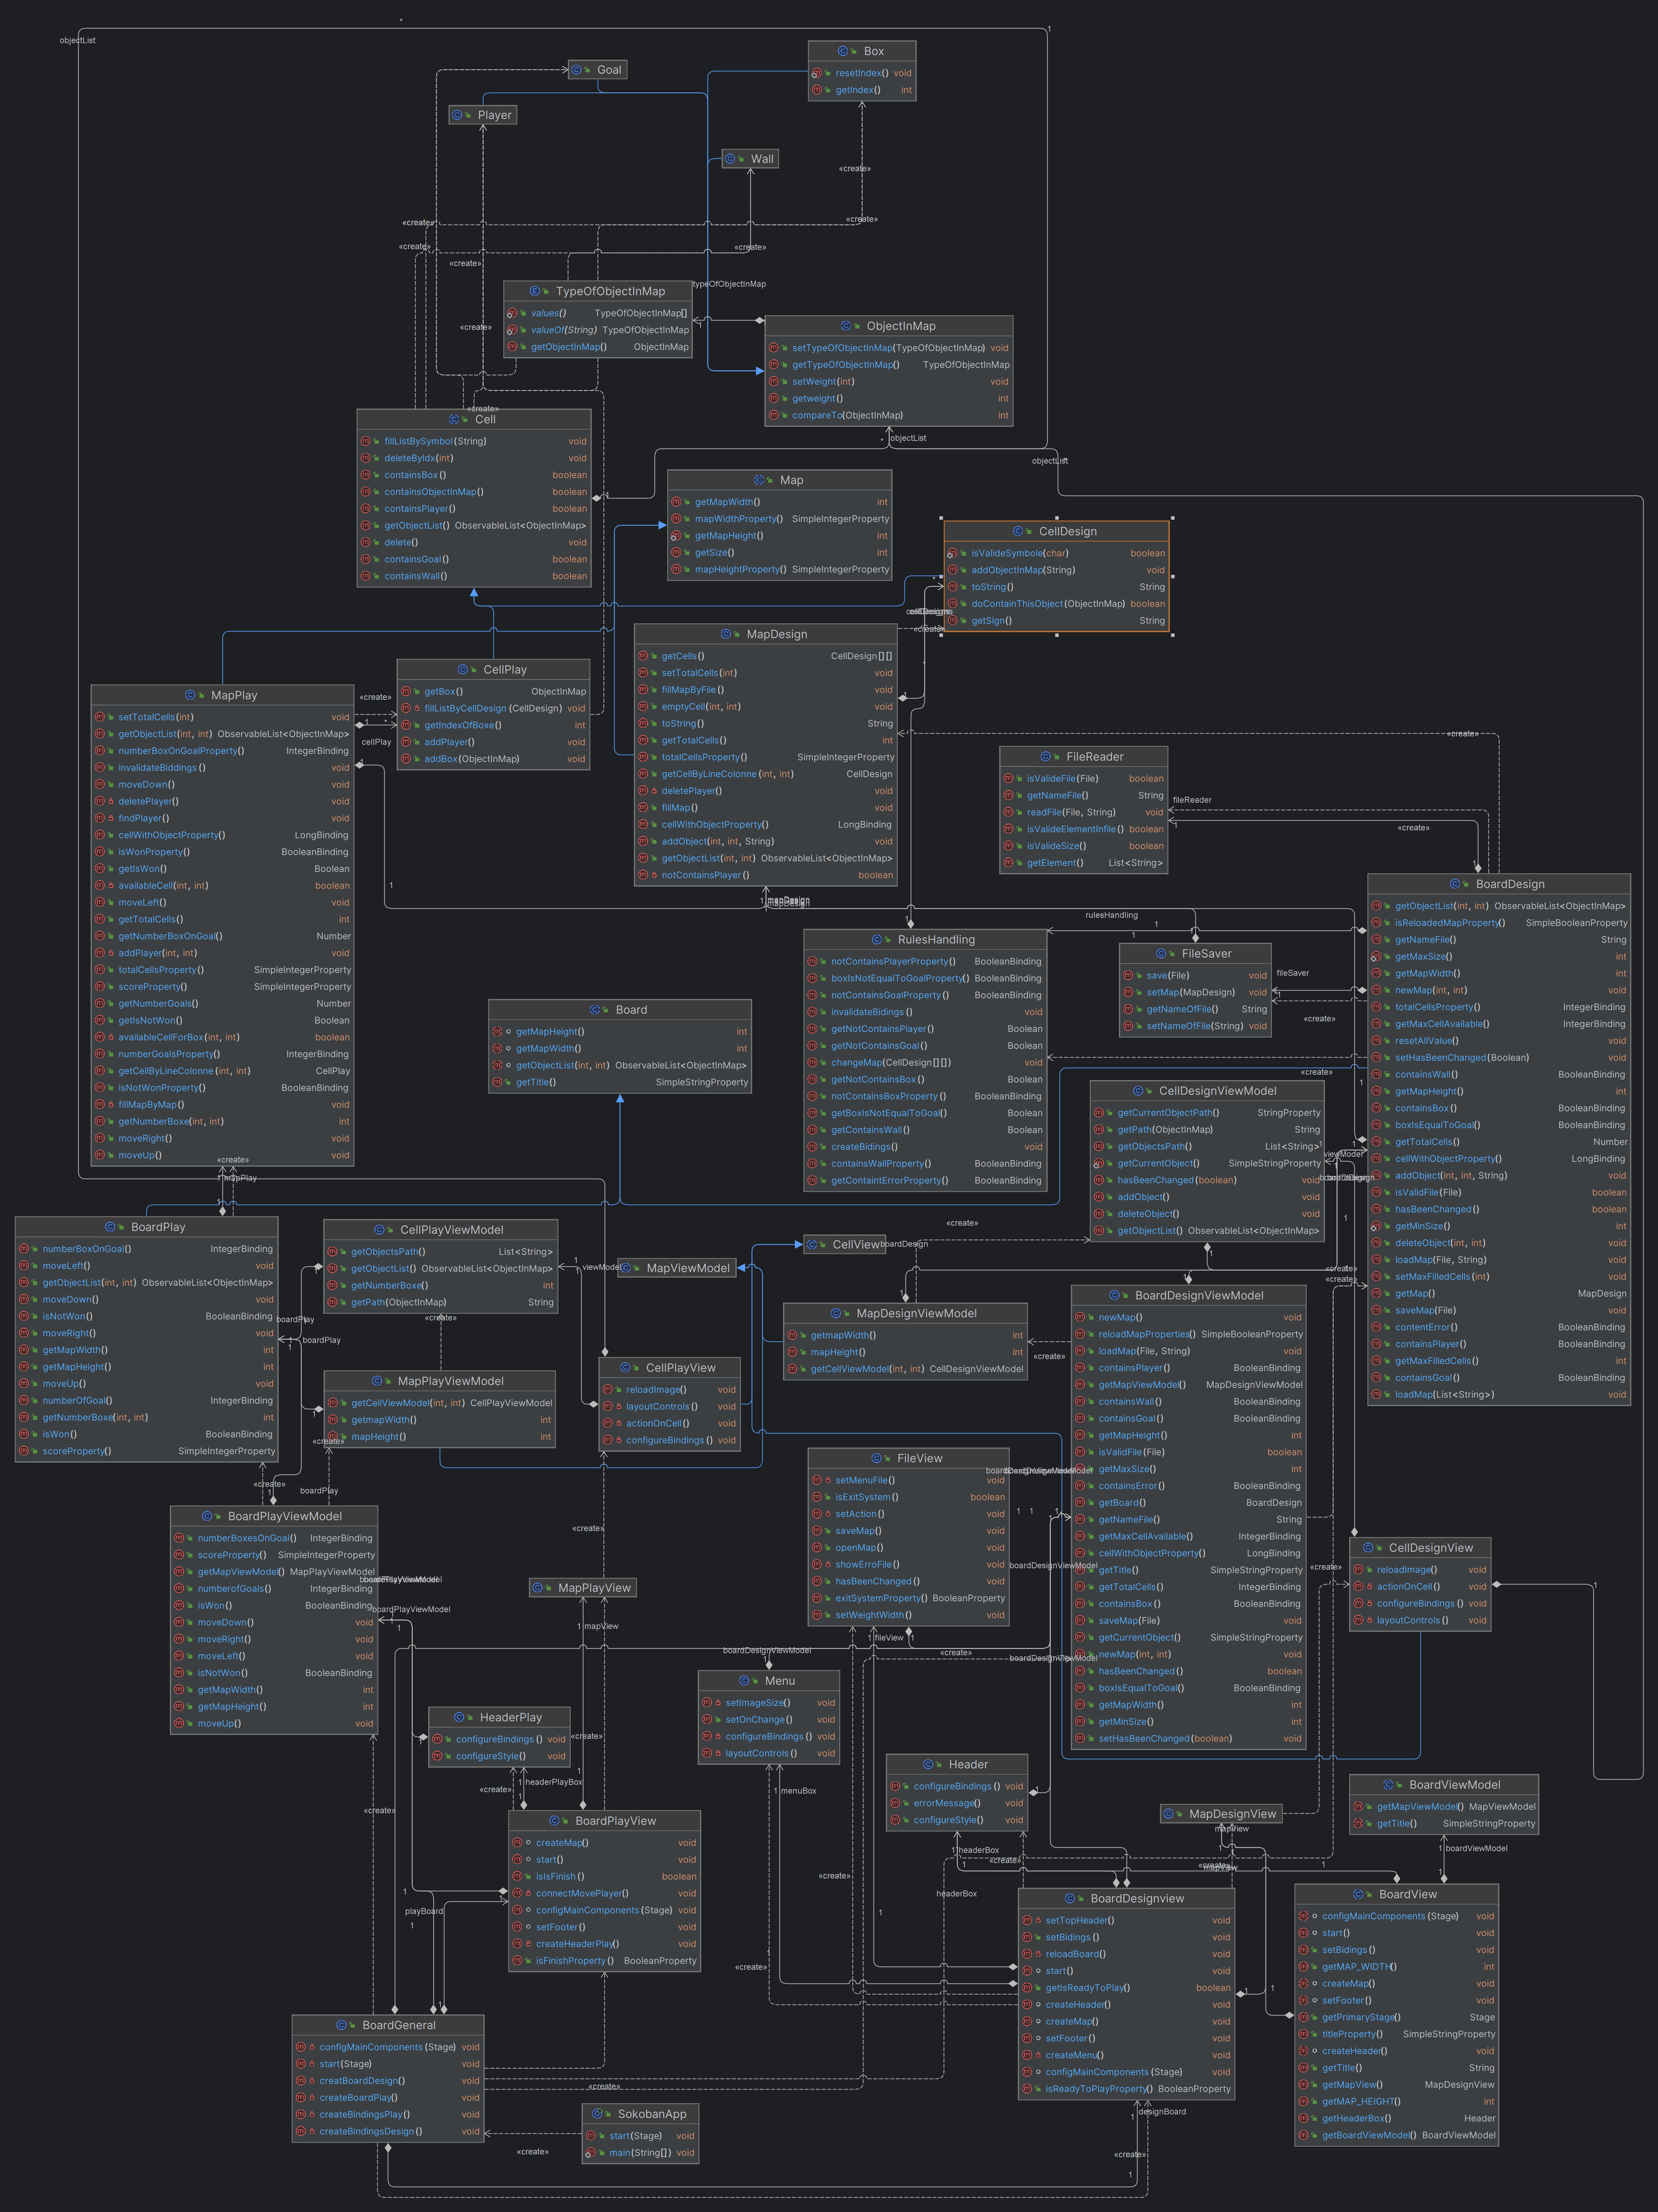 *
1
objectList
Box
resetIndex() void
getIndex() int
Goal
Player
Wall
«create»
«create»
«create»
«create»
«create»
«create»
«create»
TypeOfObjectInMap
values() TypeOfObjectInMap[]
valueOf(String) TypeOfObjectInMap
getObjectInMap() ObjectInMap
typeOfObjectInMap
1
ObjectInMap
setTypeOfObjectInMap(TypeOfObjectInMap) void
getTypeOfObjectInMap() TypeOfObjectInMap
setWeight(int) void
getweight() int
compareTo(ObjectInMap) int
«create»
Cell
fillListBySymbol(String) void
deleteByIdx(int) void
containsBox() boolean
containsObjectInMap() boolean
containsPlayer() boolean
getObjectList() ObservableList<ObjectInMap>
delete() void
containsGoal() boolean
containsWall() boolean
* objectList
objectList
1
Map
getMapWidth() int
mapWidthProperty() SimpleIntegerProperty
getMapHeight() int
getSize() int
mapHeightProperty() SimpleIntegerProperty
CellDesign
isValideSymbole(char) boolean
addObjectInMap(String) void
toString() String
doContainThisObject(ObjectInMap) boolean
getSign() String
«create»
MapDesign
getCells() CellDesign[][]
setTotalCells(int) void
fillMapByFile() void
emptyCell(int, int) void
toString() String
getTotalCells() int
totalCellsProperty() SimpleIntegerProperty
getCellByLineColonne(int, int) CellDesign
deletePlayer() void
fillMap() void
cellWithObjectProperty() LongBinding
addObject(int, int, String) void
getObjectList(int, int) ObservableList<ObjectInMap>
notContainsPlayer() boolean
CellPlay
getBox() ObjectInMap
fillListByCellDesign(CellDesign) void
getIndexOfBoxe() int
addPlayer() void
addBox(ObjectInMap) void
«create»
1 *
cellPlay
MapPlay
setTotalCells(int) void
getObjectList(int, int) ObservableList<ObjectInMap>
numberBoxOnGoalProperty() IntegerBinding
invalidateBiddings() void
moveDown() void
deletePlayer() void
findPlayer() void
cellWithObjectProperty() LongBinding
isWonProperty() BooleanBinding
getIsWon() Boolean
availableCell(int, int) boolean
moveLeft() void
getTotalCells() int
getNumberBoxOnGoal() Number
addPlayer(int, int) void
totalCellsProperty() SimpleIntegerProperty
scoreProperty() SimpleIntegerProperty
getNumberGoals() Number
getIsNotWon() Boolean
availableCellForBox(int, int) boolean
numberGoalsProperty() IntegerBinding
getCellByLineColonne(int, int) CellPlay
isNotWonProperty() BooleanBinding
fillMapByMap() void
getNumberBoxe(int, int) int
moveRight() void
moveUp() void
«create»
FileReader
isValideFile(File) boolean
getNameFile() String
readFile(File, String) void
isValideElementInfile() boolean
isValideSize() boolean
getElement() List<String>
fileReader
1
«create»
1
BoardDesign
getObjectList(int, int) ObservableList<ObjectInMap>
isReloadedMapProperty() SimpleBooleanProperty
getNameFile() String
getMaxSize() int
getMapWidth() int
newMap(int, int) void
totalCellsProperty() IntegerBinding
getMaxCellAvailable() IntegerBinding
resetAllValue() void
setHasBeenChanged(Boolean) void
containsWall() BooleanBinding
getMapHeight() int
containsBox() BooleanBinding
boxIsEqualToGoal() BooleanBinding
getTotalCells() Number
cellWithObjectProperty() LongBinding
addObject(int, int, String) void
isValidFile(File) boolean
hasBeenChanged() boolean
getMinSize() int
deleteObject(int, int) void
loadMap(File, String) void
setMaxFilledCells(int) void
getMap() MapDesign
saveMap(File) void
contentError() BooleanBinding
containsPlayer() BooleanBinding
getMaxFilledCells() int
containsGoal() BooleanBinding
loadMap(List<String>) void
1
mapDesign
rulesHandling
1
1
RulesHandling
notContainsPlayerProperty() BooleanBinding
boxIsNotEqualToGoalProperty() BooleanBinding
notContainsGoalProperty() BooleanBinding
invalidateBidings() void
getNotContainsPlayer() Boolean
getNotContainsGoal() Boolean
changeMap(CellDesign[][]) void
getNotContainsBox() Boolean
notContainsBoxProperty() BooleanBinding
getBoxIsNotEqualToGoal() Boolean
getContainsWall() Boolean
createBidings() void
containsWallProperty() BooleanBinding
getContaintErrorProperty() BooleanBinding
FileSaver
save(File) void
setMap(MapDesign) void
getNameOfFile() String
setNameOfFile(String) void
fileSaver
1
«create»
Board
getMapHeight() int
getMapWidth() int
getObjectList(int, int) ObservableList<ObjectInMap>
getTitle() SimpleStringProperty
«create»
1
CellDesignViewModel
getCurrentObjectPath() StringProperty
getPath(ObjectInMap) String
getObjectsPath() List<String>
getCurrentObject() SimpleStringProperty
hasBeenChanged(boolean) void
addObject() void
deleteObject() void
getObjectList() ObservableList<ObjectInMap>
«create»
mapPlay
BoardPlay
numberBoxOnGoal() IntegerBinding
moveLeft() void
getObjectList(int, int) ObservableList<ObjectInMap>
moveDown() void
isNotWon() BooleanBinding
moveRight() void
getMapWidth() int
getMapHeight() int
moveUp() void
numberOfGoal() IntegerBinding
getNumberBoxe(int, int) int
isWon() BooleanBinding
scoreProperty() SimpleIntegerProperty
CellPlayViewModel
getObjectsPath() List<String>
getObjectList() ObservableList<ObjectInMap>
getNumberBoxe() int
getPath(ObjectInMap) String
viewModel
MapViewModel
CellView
boardDesign
«create»
MapDesignViewModel
getmapWidth() int
mapHeight() int
getCellViewModel(int, int) CellDesignViewModel
«create»
BoardDesignViewModel
newMap() void
reloadMapProperties() SimpleBooleanProperty
loadMap(File, String) void
containsPlayer() BooleanBinding
getMapViewModel() MapDesignViewModel
containsWall() BooleanBinding
containsGoal() BooleanBinding
getMapHeight() int
isValidFile(File) boolean
getMaxSize() int
containsError() BooleanBinding
getBoard() BoardDesign
getNameFile() String
getMaxCellAvailable() IntegerBinding
cellWithObjectProperty() LongBinding
getTitle() SimpleStringProperty
getTotalCells() IntegerBinding
containsBox() BooleanBinding
saveMap(File) void
getCurrentObject() SimpleStringProperty
newMap(int, int) void
hasBeenChanged() boolean
boxIsEqualToGoal() BooleanBinding
getMapWidth() int
getMinSize() int
setHasBeenChanged(boolean) void
«create»
«create»
boardPlay
boardPlay
«create»
MapPlayViewModel
getCellViewModel(int, int) CellPlayViewModel
getmapWidth() int
mapHeight() int
CellPlayView
reloadImage() void
layoutControls() void
actionOnCell() void
configureBindings() void
«create»
«create»
boardPlay
FileView
setMenuFile() void
isExitSystem() boolean
setAction() void
saveMap() void
openMap() void
showErroFile() void
hasBeenChanged() void
exitSystemProperty() BooleanProperty
setWeightWidth() void
BoardPlayViewModel
numberBoxesOnGoal() IntegerBinding
scoreProperty() SimpleIntegerProperty
getMapViewModel() MapPlayViewModel
numberofGoals() IntegerBinding
isWon() BooleanBinding
moveDown() void
moveRight() void
moveLeft() void
isNotWon() BooleanBinding
getMapWidth() int
getMapHeight() int
moveUp() void
boardPlayViewModel
«create»
MapPlayView
1 mapView
boardDesignViewModel
CellDesignView
reloadImage() void
actionOnCell() void
configureBindings() void
layoutControls() void
1
«create»
1 fileView
«create»
boardDesignViewModel
boardDesignViewModel
Menu
setImageSize() void
setOnChange() void
configureBindings() void
layoutControls() void
HeaderPlay
configureBindings() void
configureStyle() void
«create»
«create»
headerPlayBox
«create»
1 menuBox
Header
configureBindings() void
errorMessage() void
configureStyle() void
MapDesignView
mapView
BoardViewModel
getMapViewModel() MapViewModel
getTitle() SimpleStringProperty
1 boardViewModel
BoardPlayView
createMap() void
start() void
isIsFinish() boolean
connectMovePlayer() void
configMainComponents(Stage) void
setFooter() void
createHeaderPlay() void
isFinishProperty() BooleanProperty
playBoard
1
«create»
headerBox
«create»
headerBox
BoardDesignview
setTopHeader() void
setBidings() void
reloadBoard() void
start() void
getIsReadyToPlay() boolean
createHeader() void
createMap() void
setFooter() void
createMenu() void
configMainComponents(Stage) void
isReadyToPlayProperty() BooleanProperty
BoardView
configMainComponents(Stage) void
start() void
setBidings() void
getMAP_WIDTH() int
createMap() void
setFooter() void
getPrimaryStage() Stage
titleProperty() SimpleStringProperty
createHeader() void
getTitle() String
getMapView() MapDesignView
getMAP_HEIGHT() int
getHeaderBox() Header
getBoardViewModel() BoardViewModel
«create»
BoardGeneral
configMainComponents(Stage) void
start(Stage) void
creatBoardDesign() void
createBoardPlay() void
createBindingsPlay() void
createBindingsDesign() void
«create»
SokobanApp
start(Stage) void
main(String[]) void
«create»
designBoard
«create»
1